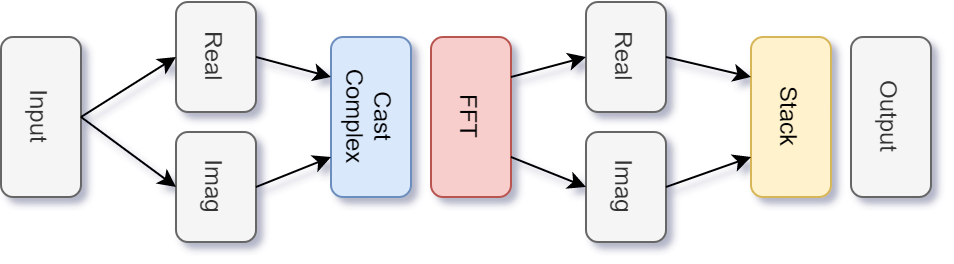 Input
Real
Imag
Cast
Complex
FFT
Real
Imag
Stack
Output